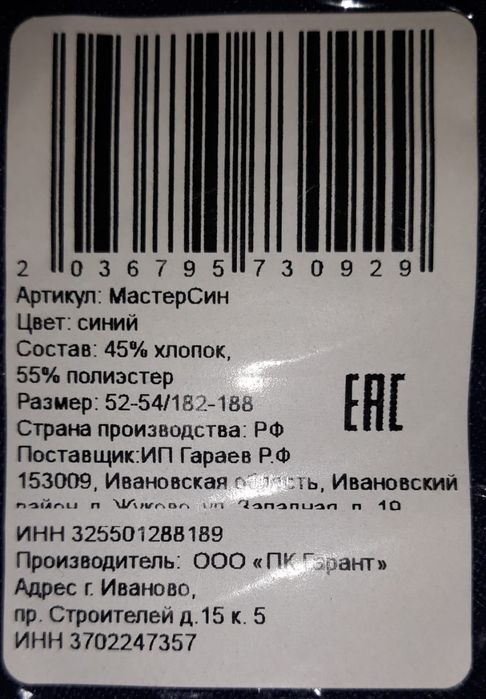 2 036795 730929
Артикул: МастерСин
Цвет: синий
Состав: 45% хлопок,
55% полиэстер
Размер: 52-54/182-188
EAC
Страна производства: РФ
Поставщик:ИП Гараев Р.Ф
153009, Ивановская область, Ивановский
район д. Жуково ул Западная д. 19
ИНН 325501288189
Производитель: ООО «ПК Гарант»
Адрес г. Иваново,
пр. Строителей д.15 к. 5
ИНН 3702247357